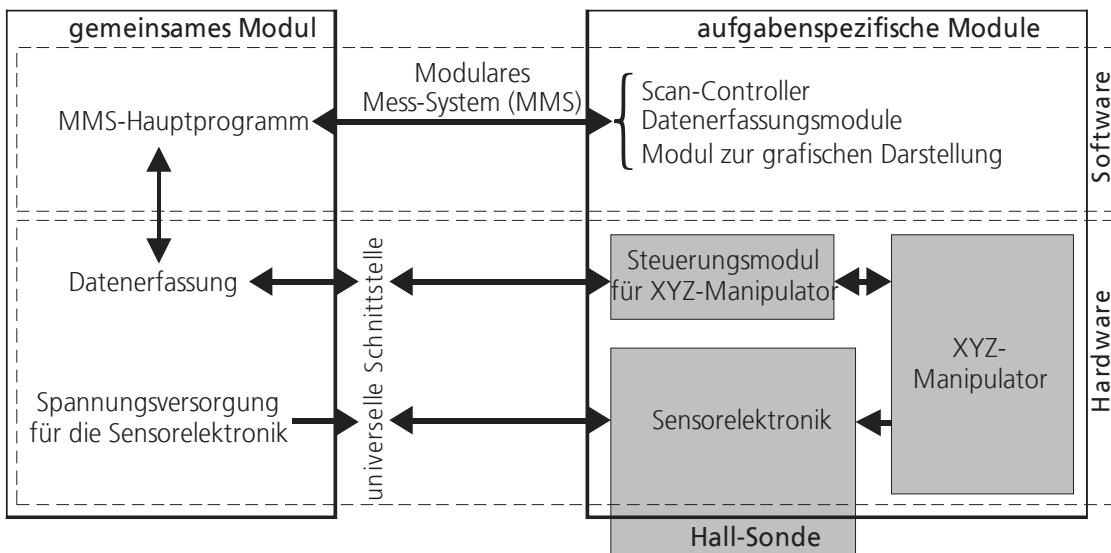 gemeinsames Modul
aufgabenspezifische Module
Modulares
Mess-System (MMS)
MMS-Hauptprogramm
Scan-Controller
Datenerfassungsmodule
Modul zur grafischen Darstellung
Software
Datenerfassung
universelle Schnittstelle
Steuerungsmodul
für XYZ-Manipulator
XYZ-
Manipulator
Hardware
Spannungsversorgung
für die Sensorelektronik
Sensorelektronik
Hall-Sonde